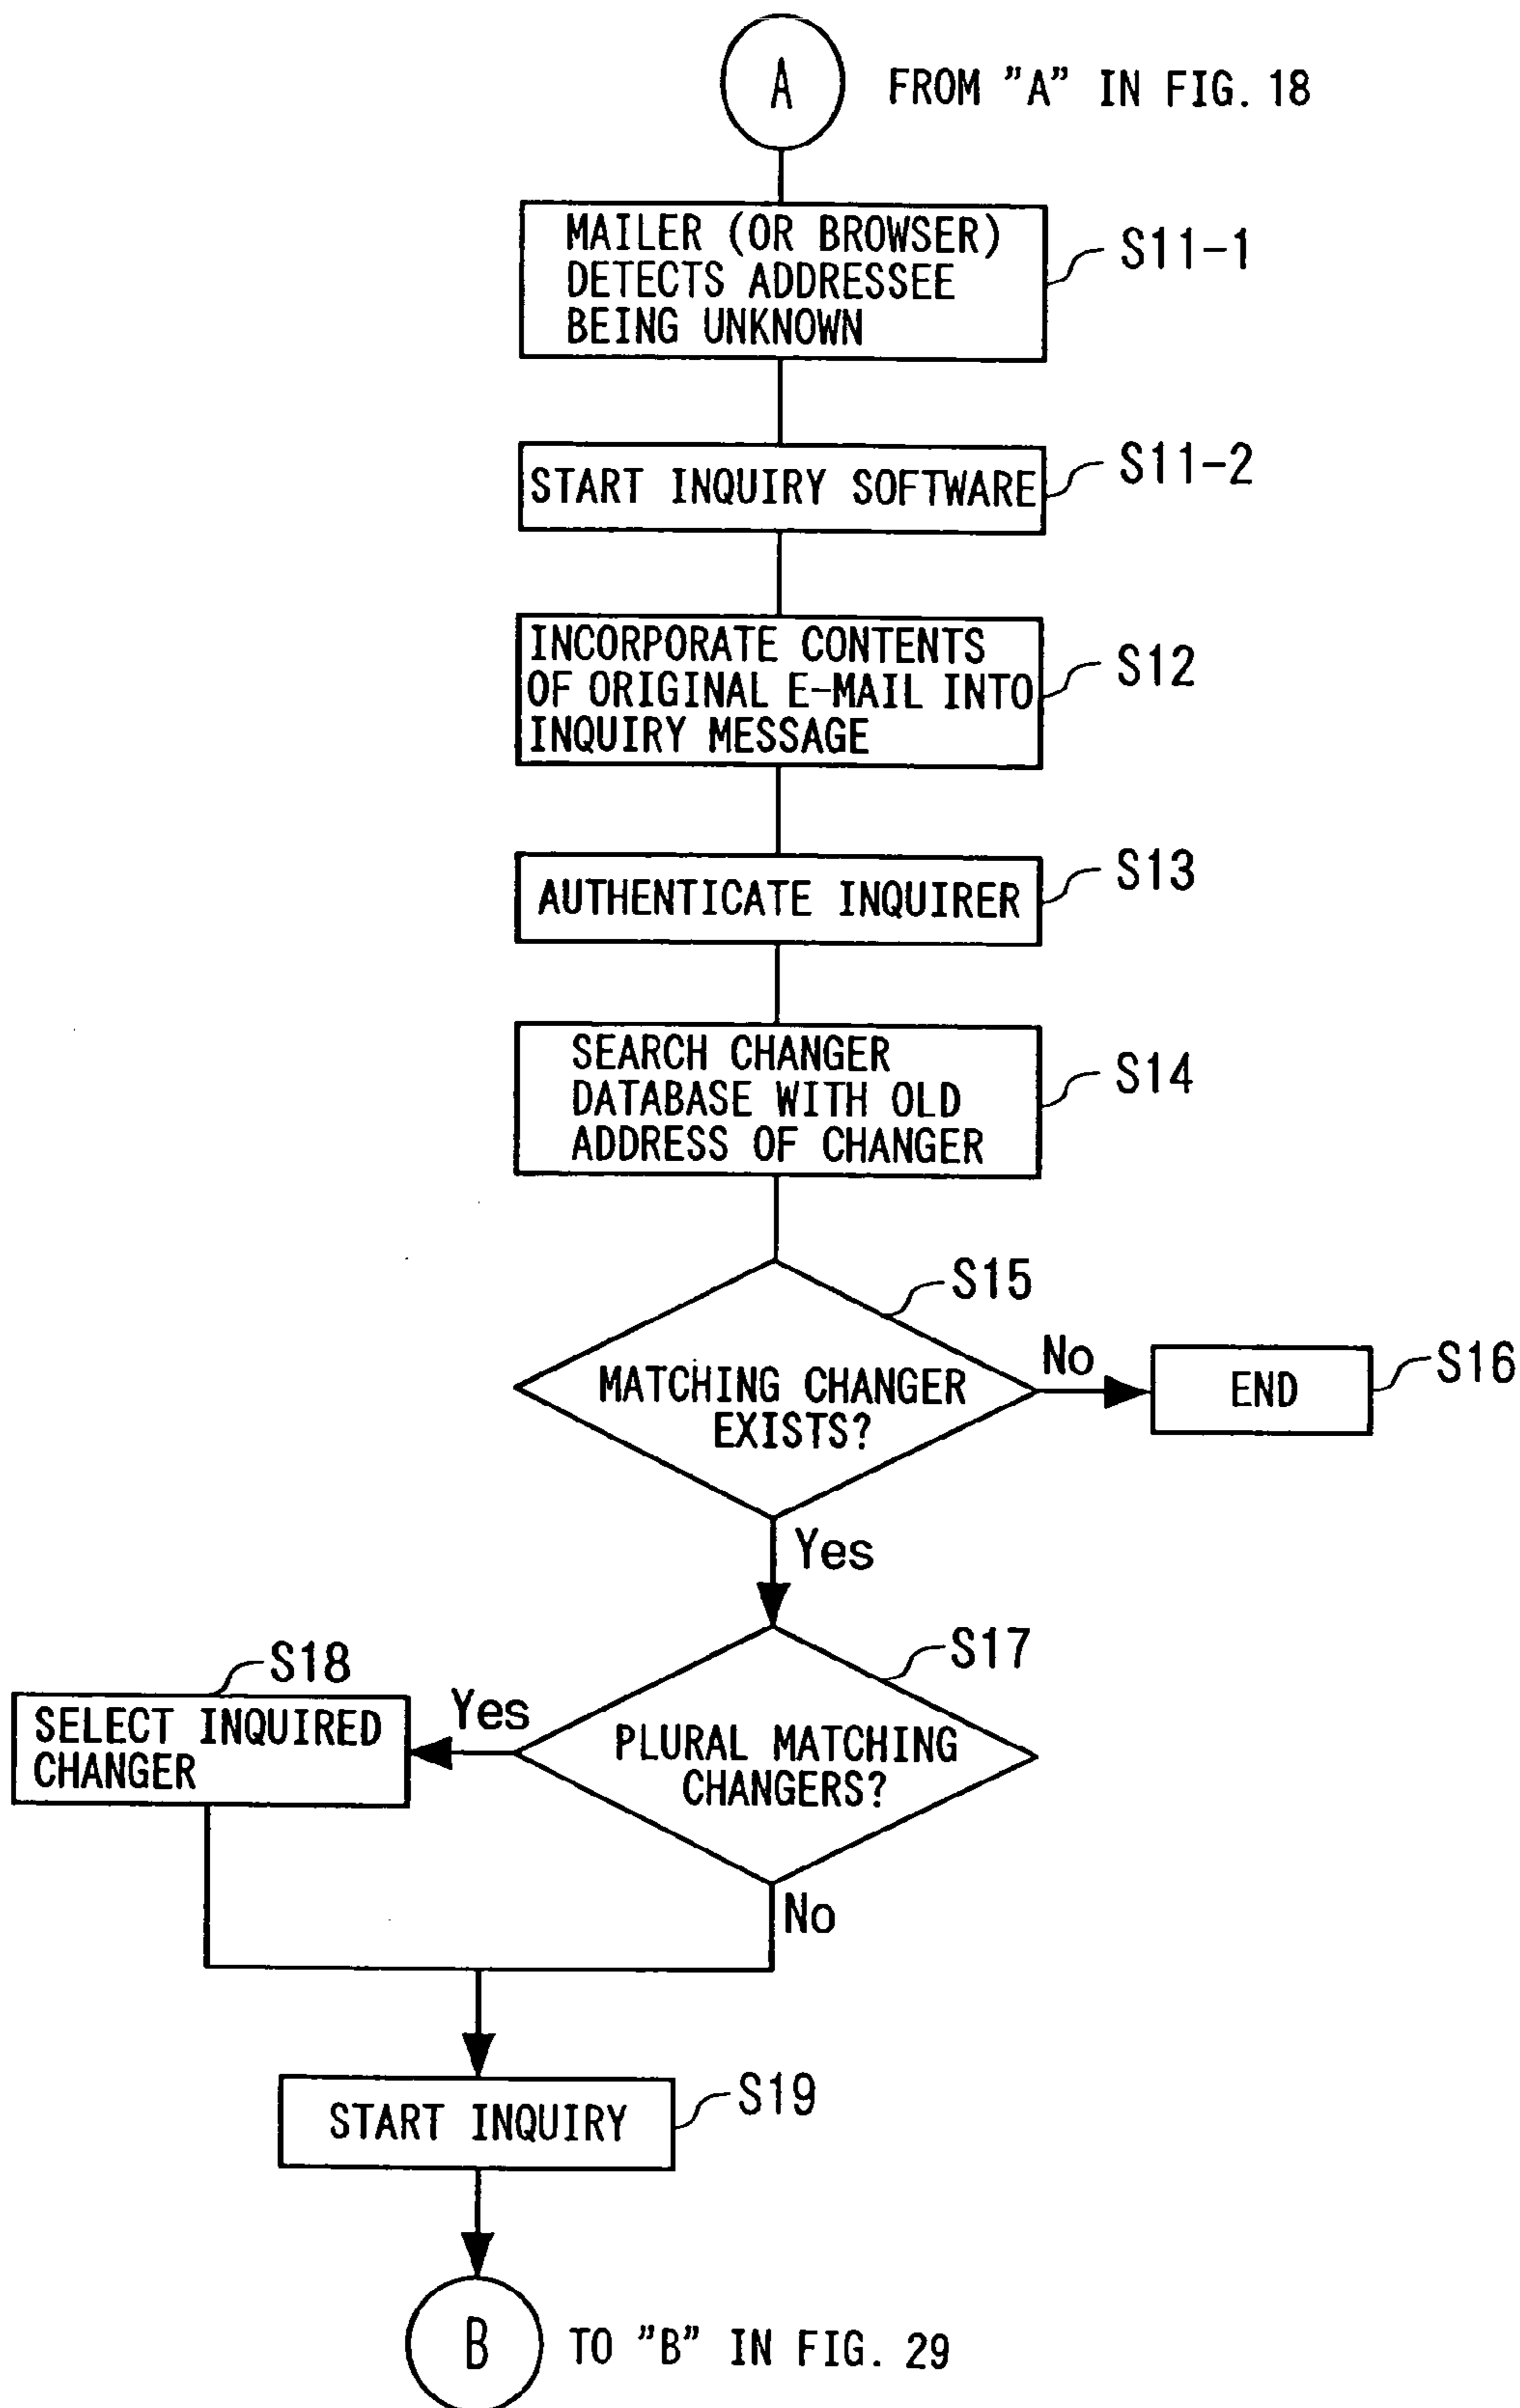 A
FROM "A" IN FIG. 18
MAILER (OR BROWSER)
DETECTS ADDRESSEE
BEING UNKNOWN
S11-1
START INQUIRY SOFTWARE
S11-2
INCORPORATE CONTENTS
OF ORIGINAL E-MAIL INTO
INQUIRY MESSAGE
S12
AUTHENTICATE INQUIRER
S13
SEARCH CHANGER
DATABASE WITH OLD
ADDRESS OF CHANGER
S14
S15
MATCHING CHANGER
EXISTS?
No
END
S16
Yes
S17
PLURAL MATCHING
CHANGERS?
Yes
S18
SELECT INQUIRED
CHANGER
No
START INQUIRY
S19
B
TO "B" IN FIG. 29